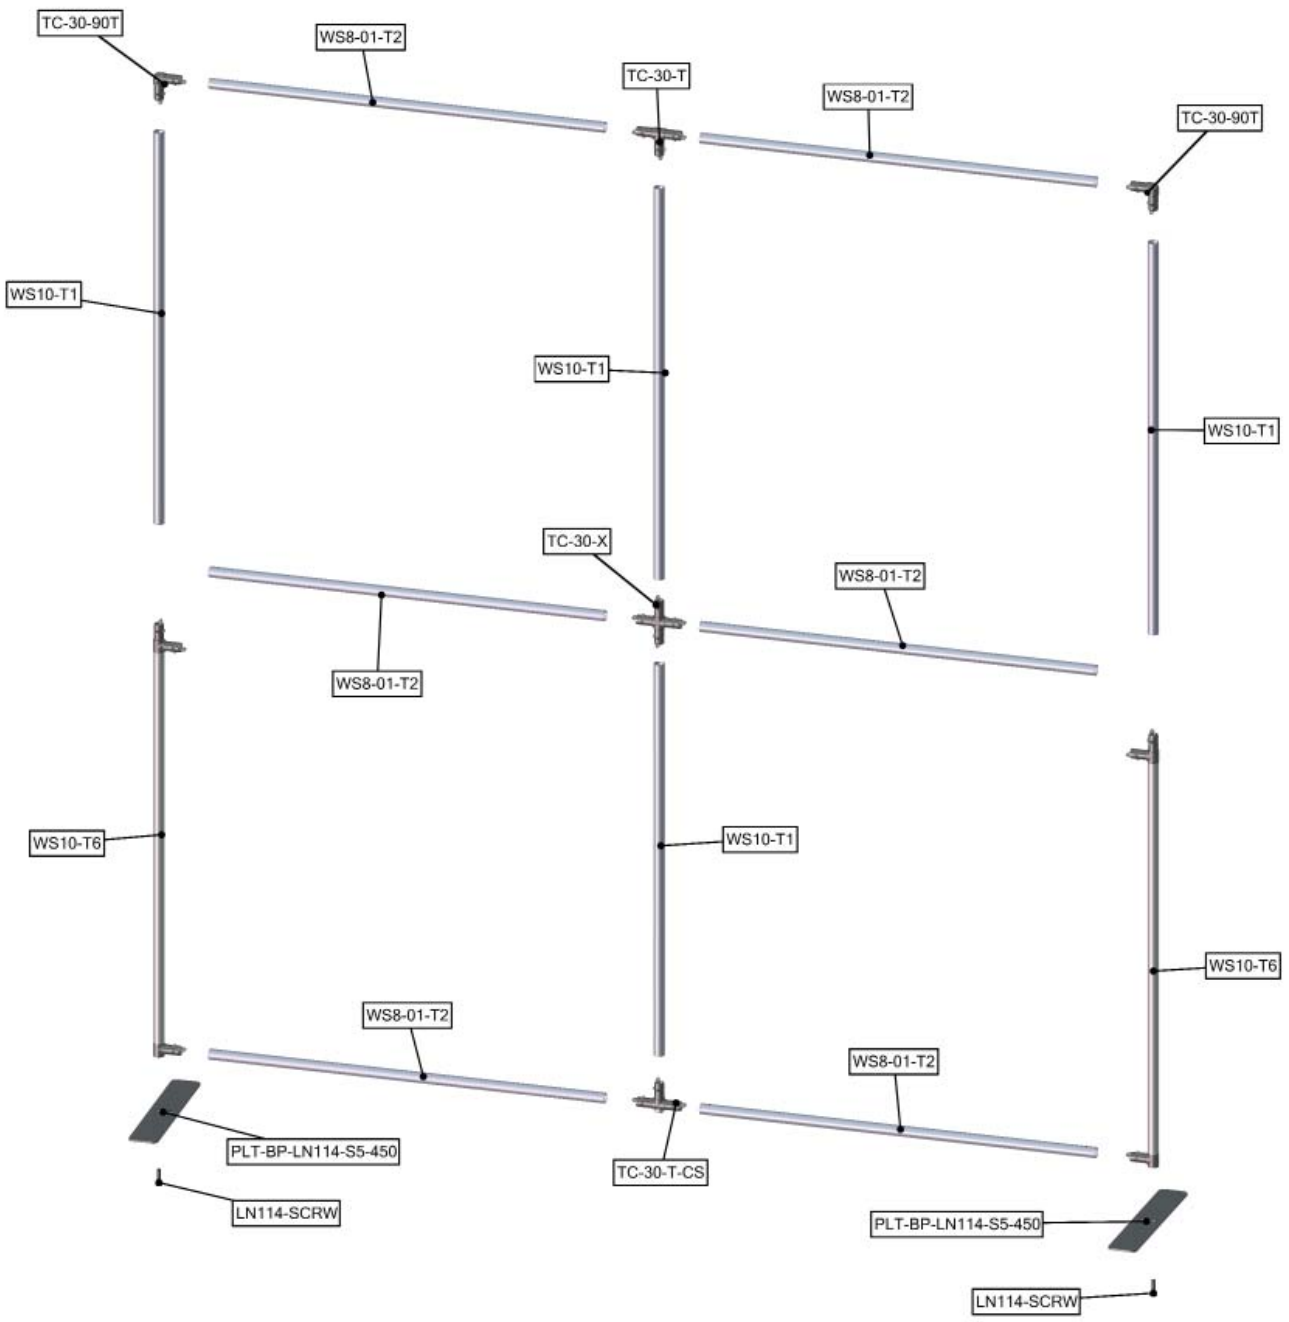 TC-30-90T
WS8-01-T2
TC-30-T
WS8-01-T2
TC-30-90T
WS10-T1
WS10-T1
WS10-T1
TC-30-X
WS8-01-T2
WS8-01-T2
WS10-T6
WS10-T1
WS10-T6
WS8-01-T2
WS8-01-T2
PLT-BP-LN114-S5-450
TC-30-T-CS
LN114-SCRW
PLT-BP-LN114-S5-450
LN114-SCRW